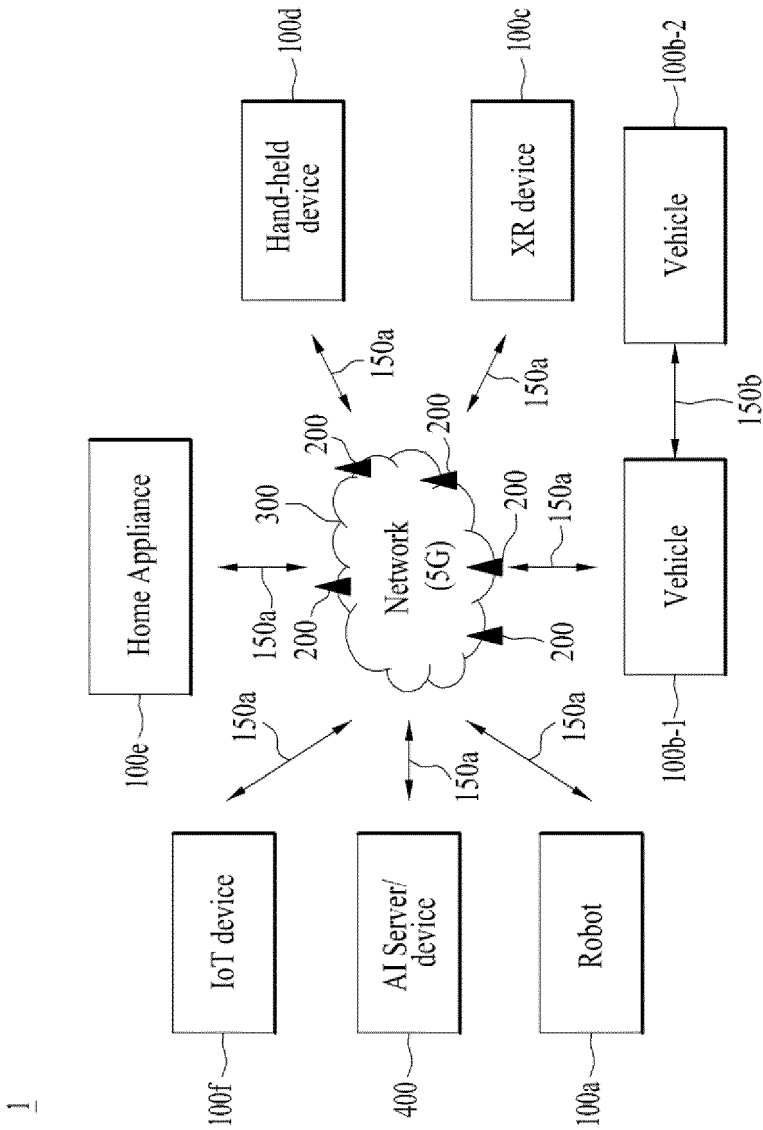 1
100e
Home Appliance
100f
IoT device
150a
150a
200
300
200
150a
Hand-held
device
100d
400
AI Server/
device
150a
Network
(5G)
200
200
200
150a
XR device
100c
100a
Robot
150a
150a
100b-1
Vehicle
150b
Vehicle
100b-2